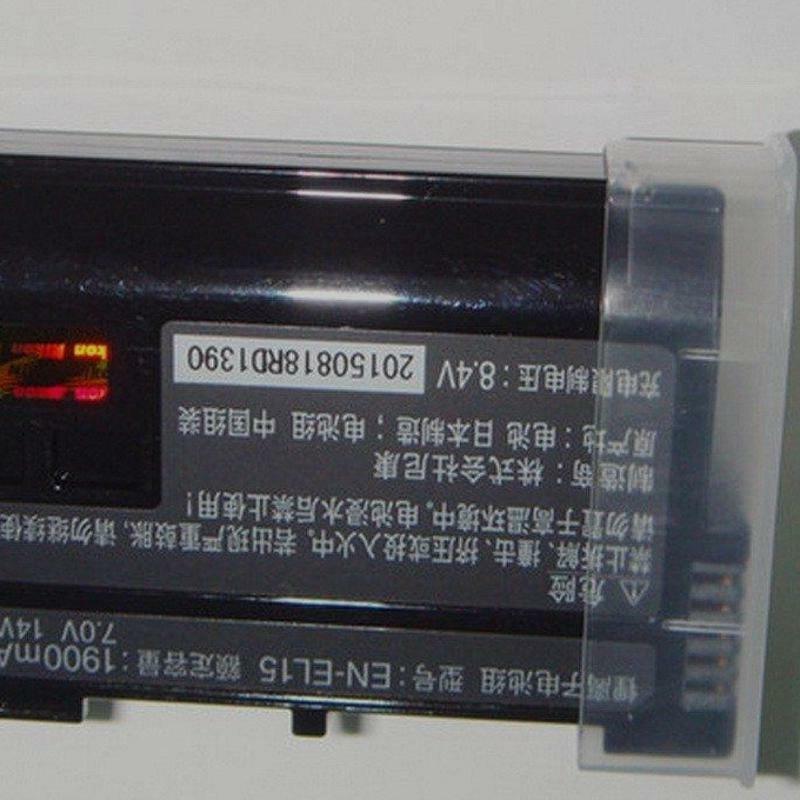 锂离子电池组 型号：EN-EL15 额定容量：1900mA
7.0V 14W
⚠危险
禁止拆解、撞击、挤压或投入火中，若出现严重鼓胀，请勿继续使
请勿置于高温环境中，电池浸水后禁止使用！
制造商：株式会社尼康
原产地：电池 日本制造；电池组 中国组装
充电限制电压：8.4V 20150818RD1390